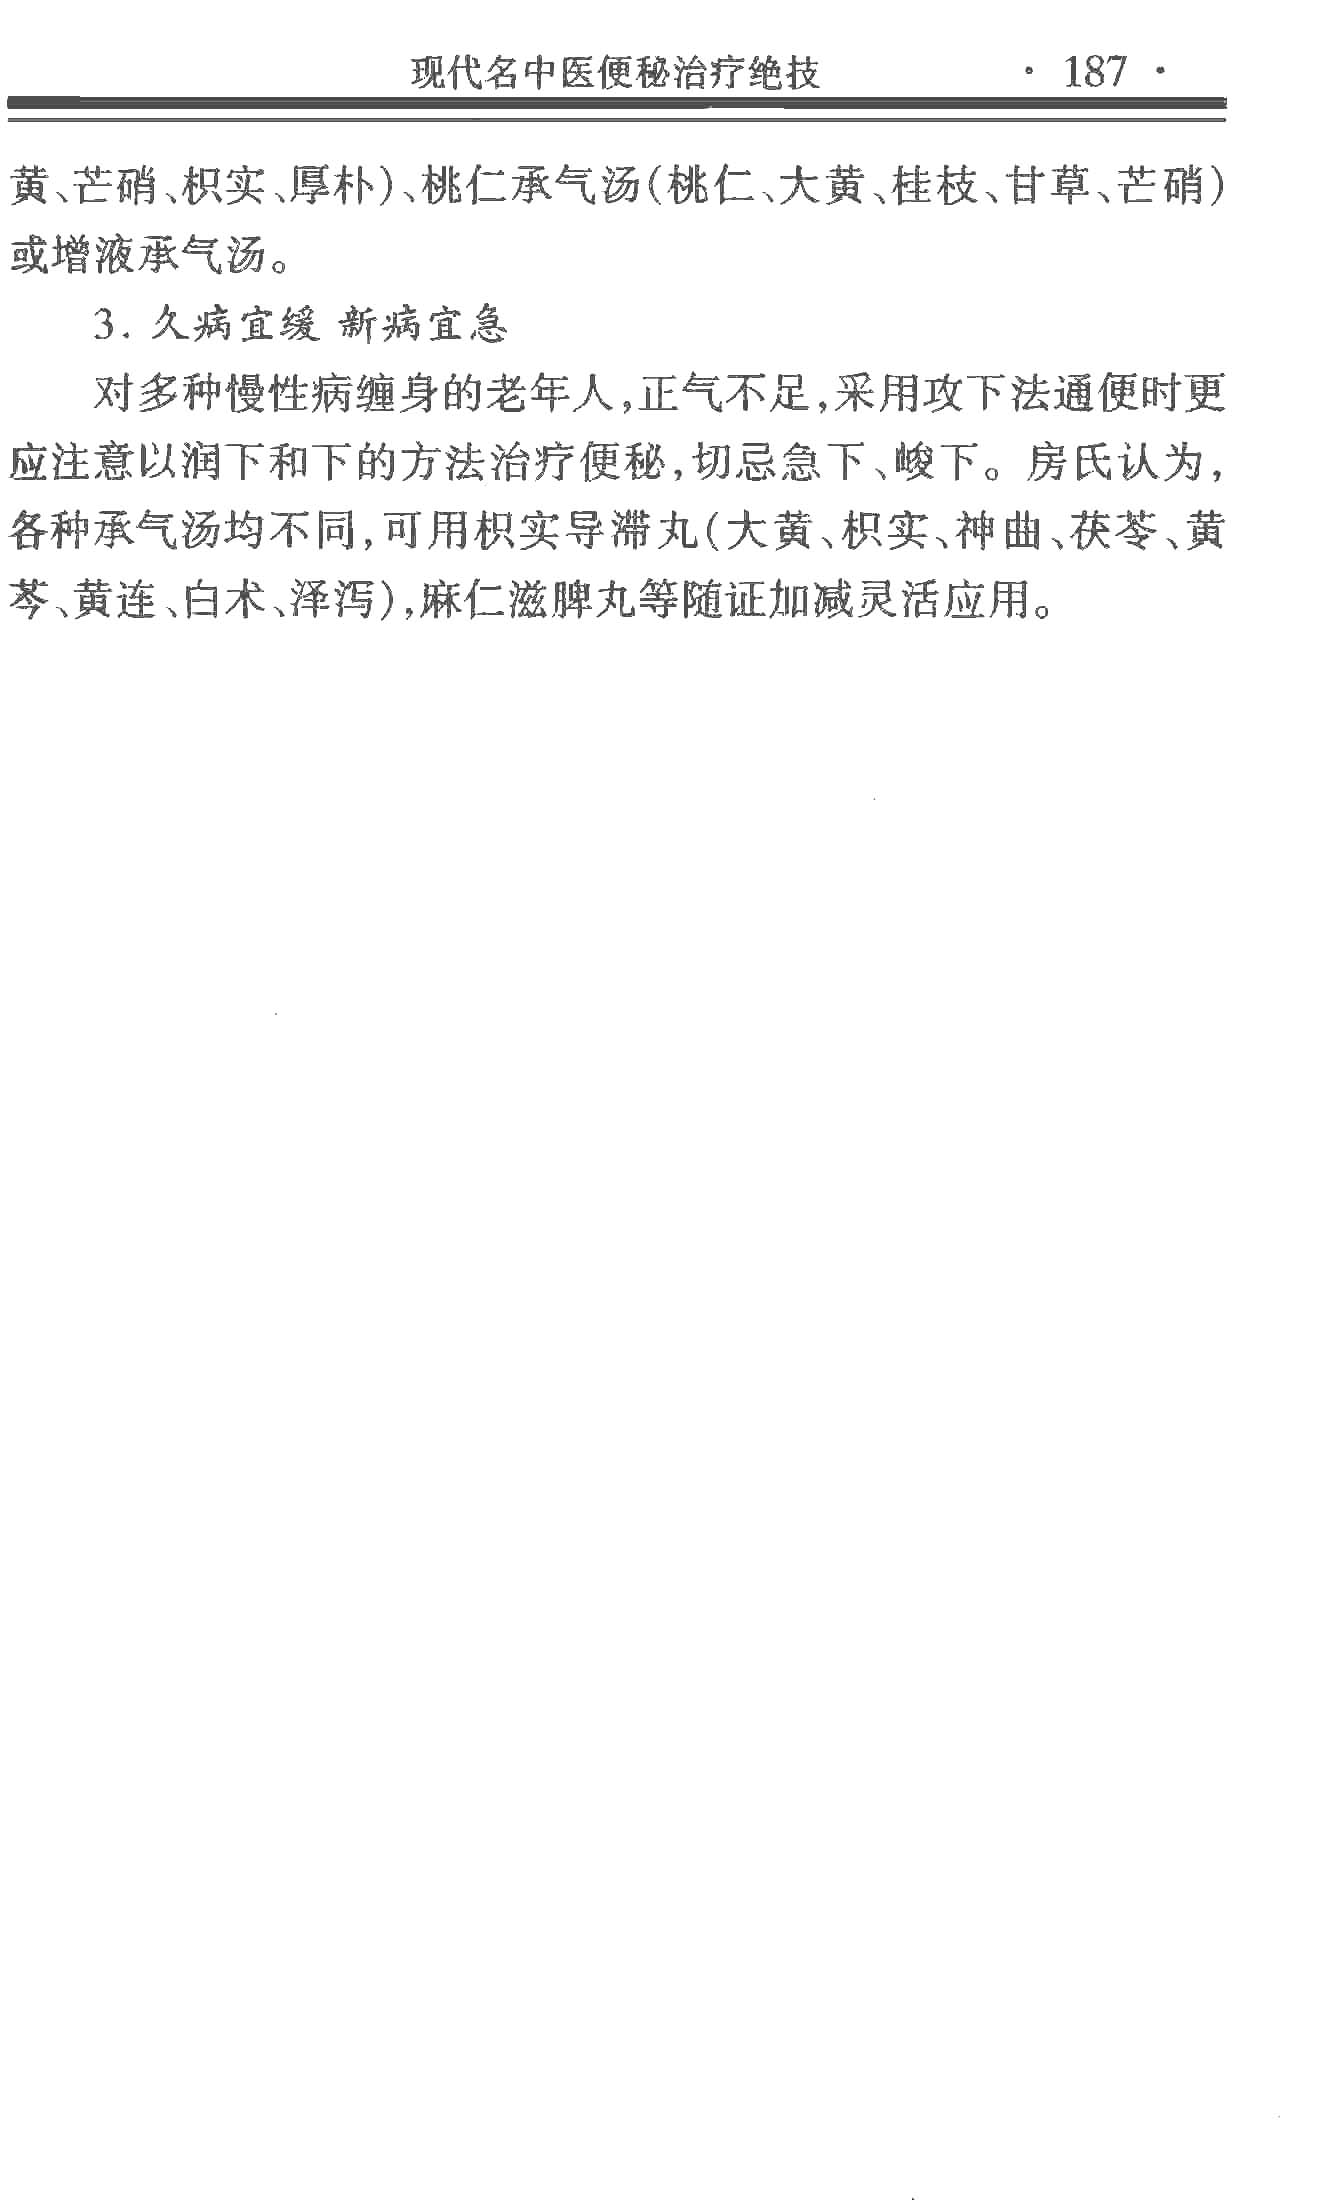 现代名中医便秘治疗绝技 · 187 ·
黄、芒硝、枳实、厚朴)、桃仁承气汤(桃仁、大黄、桂枝、甘草、芒硝)
或增液承气汤。
3. 久病宜缓 新病宜急
对多种慢性病缠身的老年人,正气不足,采用攻下法通便时更
应注意以润下和下的方法治疗便秘,切忌急下、峻下。房氏认为,
各种承气汤均不同,可用枳实导滞丸(大黄、枳实、神曲、茯苓、黄
芩、黄连、白术、泽泻),麻仁滋脾丸等随证加减灵活应用。